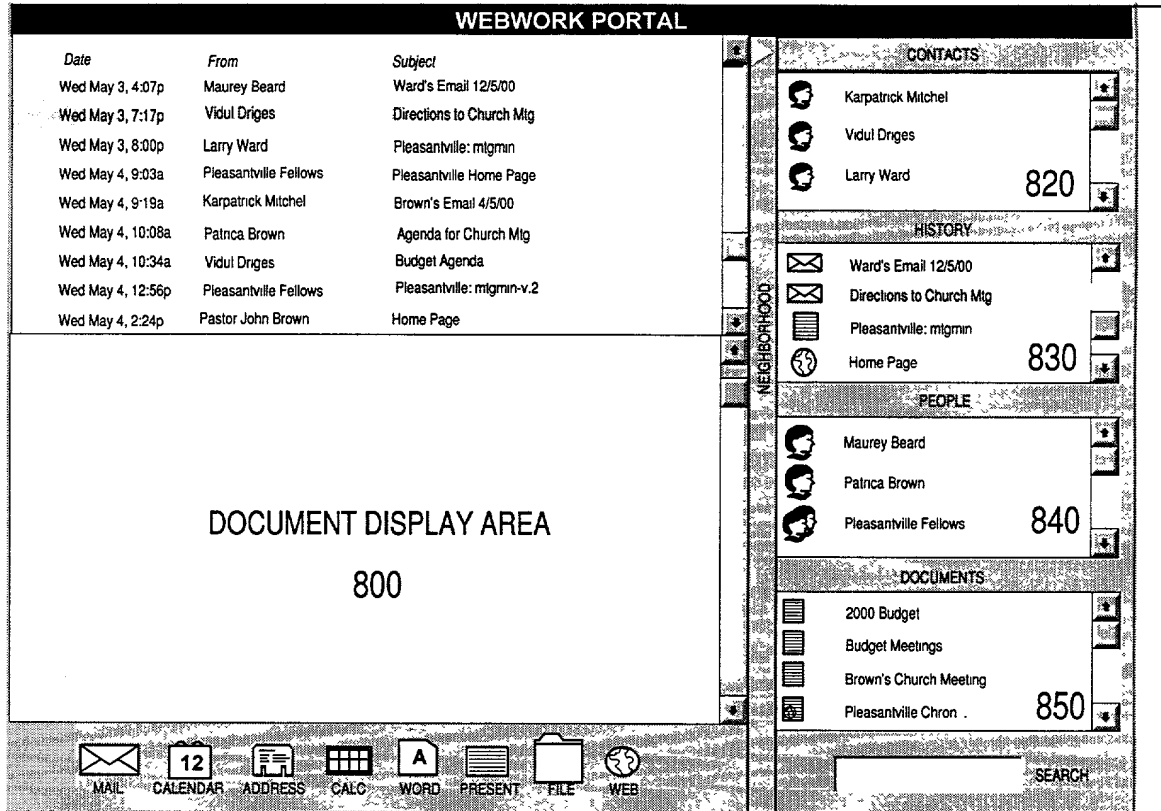 WEBWORK PORTAL
Date From Subject
Wed May 3, 4:07p Maurey Beard Ward's Email 12/5/00
Wed May 3, 7:17p Vidul Driges Directions to Church Mtg
Wed May 3, 8:00p Larry Ward Pleasantville: mtgmin
Wed May 4, 9:03a Pleasantville Fellows Pleasantville Home Page
Wed May 4, 9:19a Karpatrick Mitchel Brown's Email 4/5/00
Wed May 4, 10:08a Patrica Brown Agenda for Church Mtg
Wed May 4, 10:34a Vidul Driges Budget Agenda
Wed May 4, 12:56p Pleasantville Fellows Pleasantville: mtgmin-v.2
Wed May 4, 2:24p Pastor John Brown Home Page
DOCUMENT DISPLAY AREA
800
MAIL CALENDAR 12 ADDRESS CALC WORD A PRESENT FILE WEB
NEIGHBORHOOD
CONTACTS
Karpatrick Mitchel
Vidul Driges
Larry Ward
820
HISTORY
Ward's Email 12/5/00
Directions to Church Mtg
Pleasantville: mtgmin
Home Page
830
PEOPLE
Maurey Beard
Patrica Brown
Pleasantville Fellows
840
DOCUMENTS
2000 Budget
Budget Meetings
Brown's Church Meeting
Pleasantville Chron .
850
SEARCH